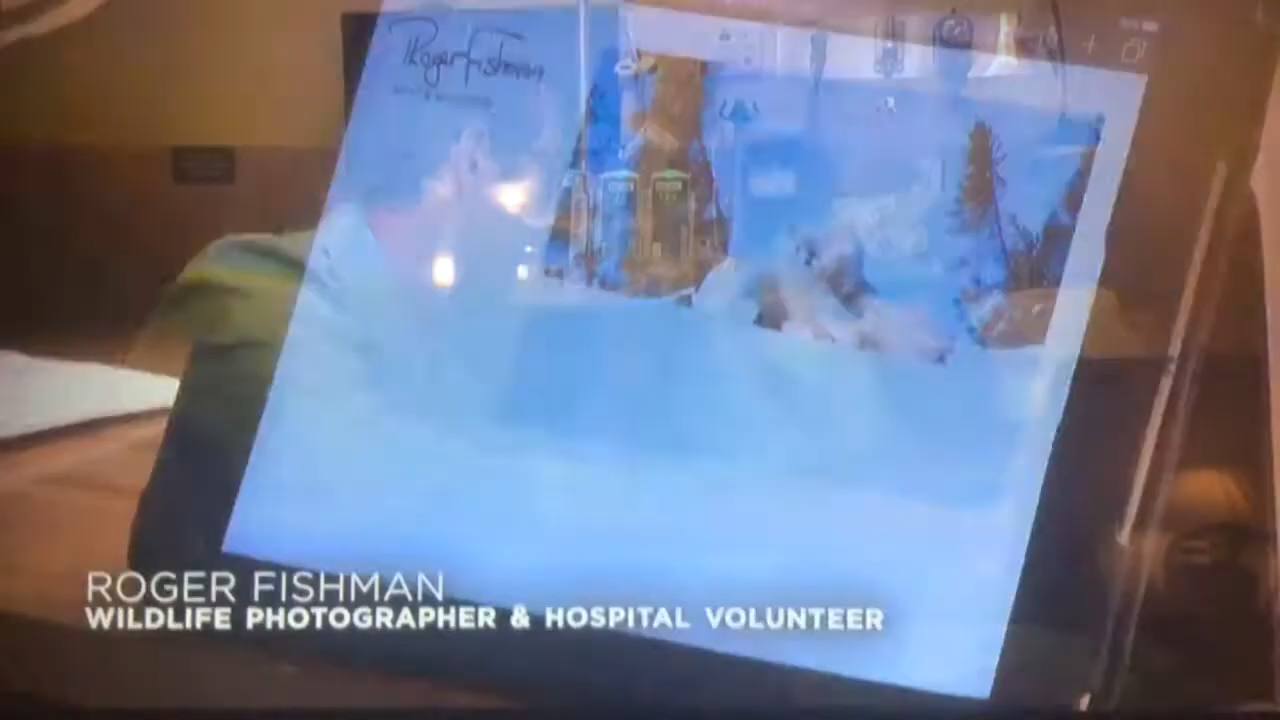 Roger Fishman
ROGER FISHMAN
WILDLIFE PHOTOGRAPHER & HOSPITAL VOLUNTEER